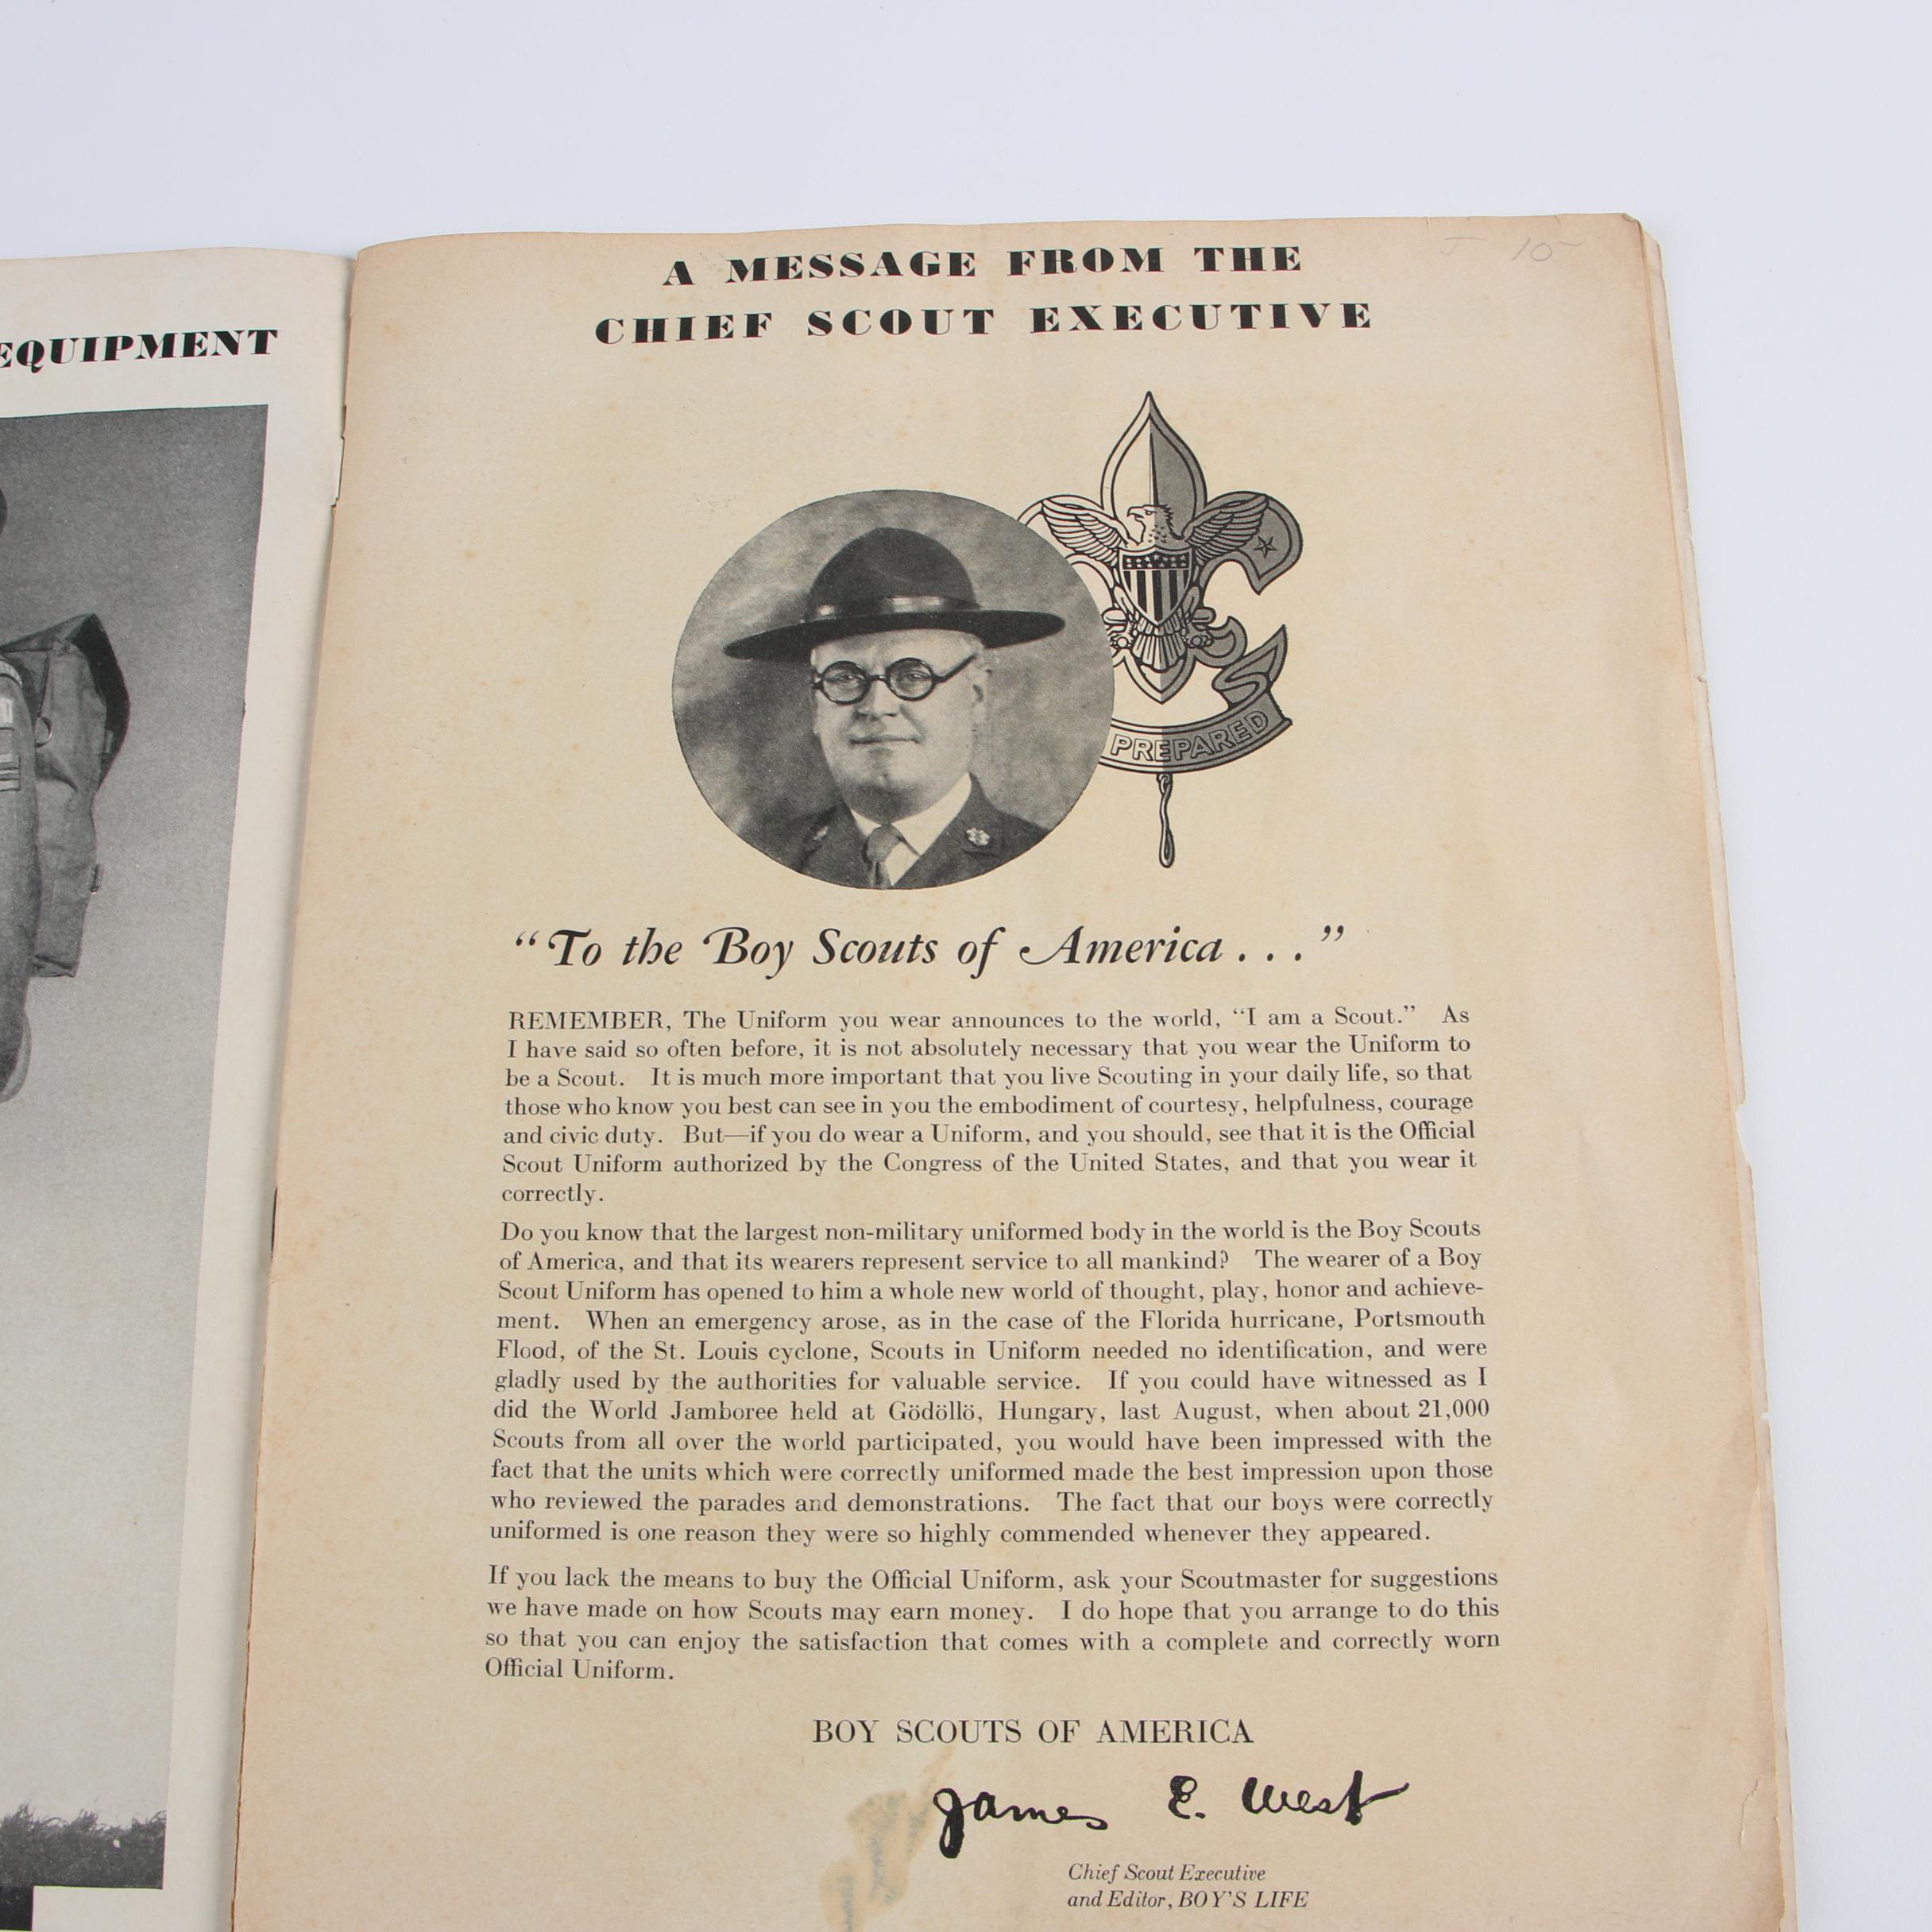 EQUIPMENT
J 10-
A MESSAGE FROM THE
CHIEF SCOUT EXECUTIVE
PREPARED
“To the Boy Scouts of America . . .”
REMEMBER, The Uniform you wear announces to the world, “I am a Scout.” As
I have said so often before, it is not absolutely necessary that you wear the Uniform to
be a Scout. It is much more important that you live Scouting in your daily life, so that
those who know you best can see in you the embodiment of courtesy, helpfulness, courage
and civic duty. But—if you do wear a Uniform, and you should, see that it is the Official
Scout Uniform authorized by the Congress of the United States, and that you wear it
correctly.
Do you know that the largest non-military uniformed body in the world is the Boy Scouts
of America, and that its wearers represent service to all mankind? The wearer of a Boy
Scout Uniform has opened to him a whole new world of thought, play, honor and achieve-
ment. When an emergency arose, as in the case of the Florida hurricane, Portsmouth
Flood, of the St. Louis cyclone, Scouts in Uniform needed no identification, and were
gladly used by the authorities for valuable service. If you could have witnessed as I
did the World Jamboree held at Gödöllö, Hungary, last August, when about 21,000
Scouts from all over the world participated, you would have been impressed with the
fact that the units which were correctly uniformed made the best impression upon those
who reviewed the parades and demonstrations. The fact that our boys were correctly
uniformed is one reason they were so highly commended whenever they appeared.
If you lack the means to buy the Official Uniform, ask your Scoutmaster for suggestions
we have made on how Scouts may earn money. I do hope that you arrange to do this
so that you can enjoy the satisfaction that comes with a complete and correctly worn
Official Uniform.
BOY SCOUTS OF AMERICA
James E. West
Chief Scout Executive
and Editor, BOY'S LIFE